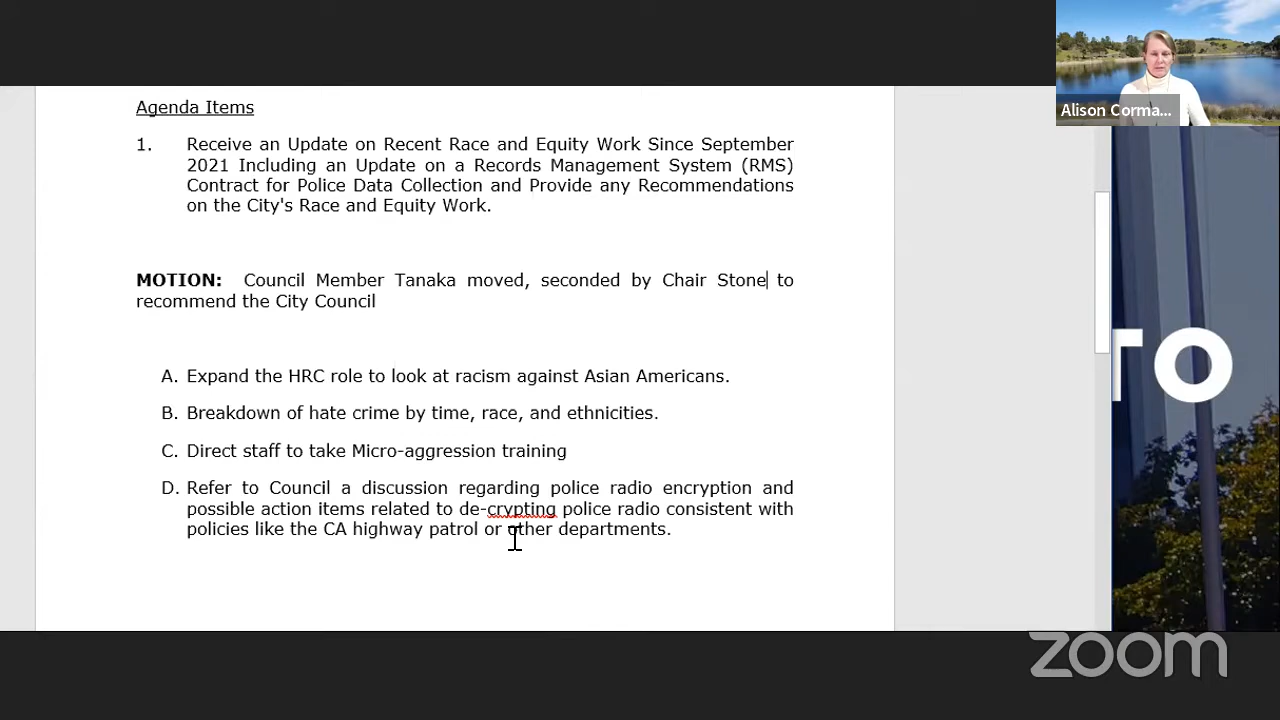 Alison Corma...
Agenda Items
1. Receive an Update on Recent Race and Equity Work Since September
2021 Including an Update on a Records Management System (RMS)
Contract for Police Data Collection and Provide any Recommendations
on the City's Race and Equity Work.
MOTION: Council Member Tanaka moved, seconded by Chair Stone to
recommend the City Council
A. Expand the HRC role to look at racism against Asian Americans.
B. Breakdown of hate crime by time, race, and ethnicities.
C. Direct staff to take Micro-aggression training
D. Refer to Council a discussion regarding police radio encryption and
possible action items related to de-crypting police radio consistent with
policies like the CA highway patrol or other departments.
TO
zoom